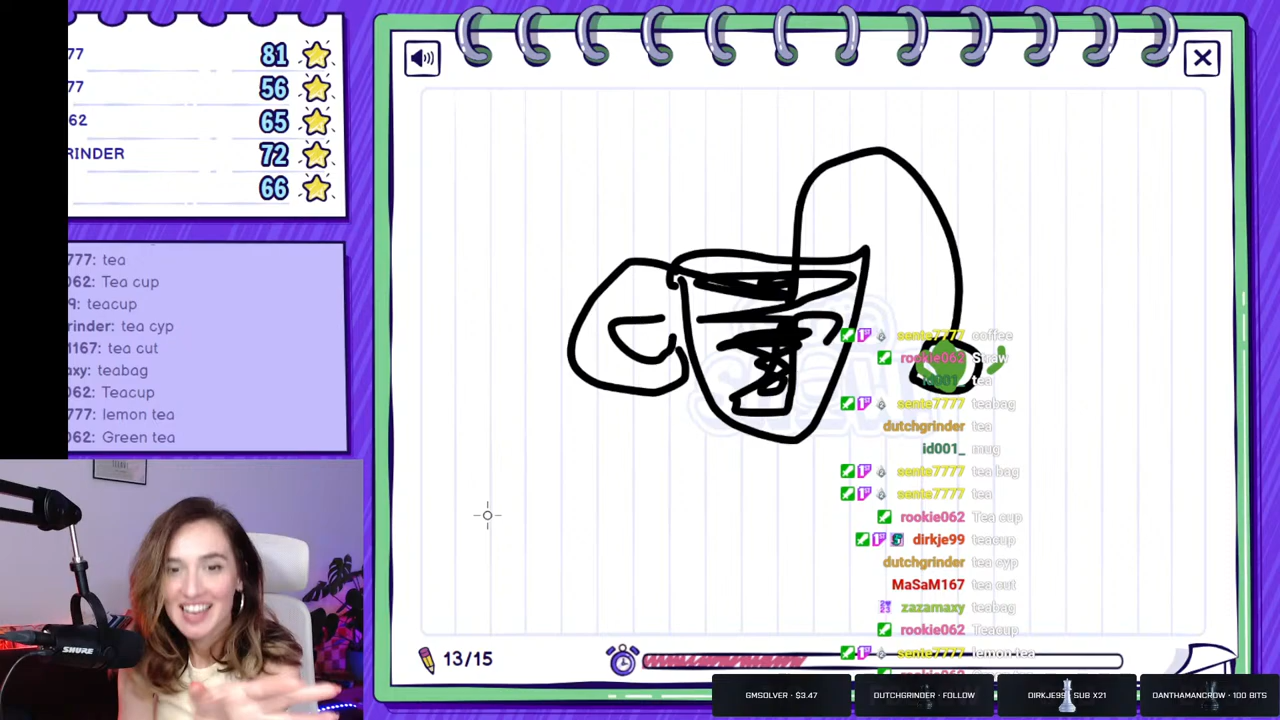 77 81
77 56
62 65
RINDER 72
66
777: tea
062: Tea cup
9: teacup
rinder: tea cyp
1167: tea cut
axy: teabag
062: Teacup
777: lemon tea
062: Green tea
sente7777 coffee
rookie062 Straw
id001_ tea
sente7777 teabag
dutchgrinder tea
id001_ mug
sente7777 tea bag
sente7777 tea
rookie062 Tea cup
dirkje99 teacup
dutchgrinder tea cyp
MaSaM167 tea cut
zazamaxy teabag
rookie062 Teacup
sente7777 lemon tea
13/15
SHURE
GMSOLVER · $3.47
DUTCHGRINDER · FOLLOW
DIRKJE99 SUB X21
DANTHAMANCROW · 100 BITS